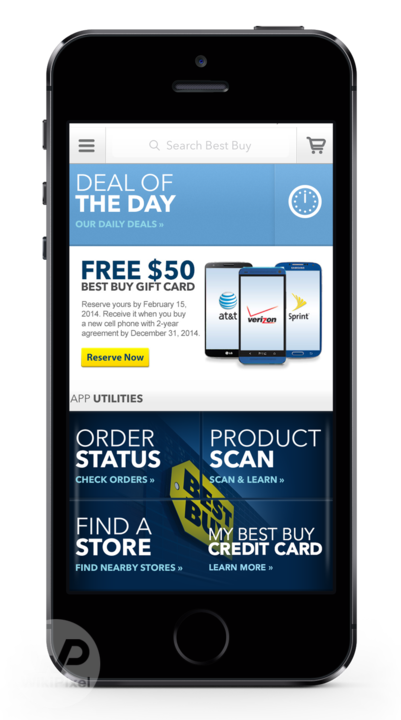 Search Best Buy
DEAL OF
THE DAY
OUR DAILY DEALS »
FREE $50
BEST BUY GIFT CARD
Reserve yours by February 15,
2014. Receive it when you buy
a new cell phone with 2-year
agreement by December 31, 2014.
Reserve Now
at&t
verizon
Sprint
LG
SAMSUNG
APP UTILITIES
ORDER
STATUS
CHECK ORDERS »
PRODUCT
SCAN
SCAN & LEARN »
BEST
BUY
FIND A
STORE
FIND NEARBY STORES »
MY BEST BUY
CREDIT CARD
LEARN MORE »